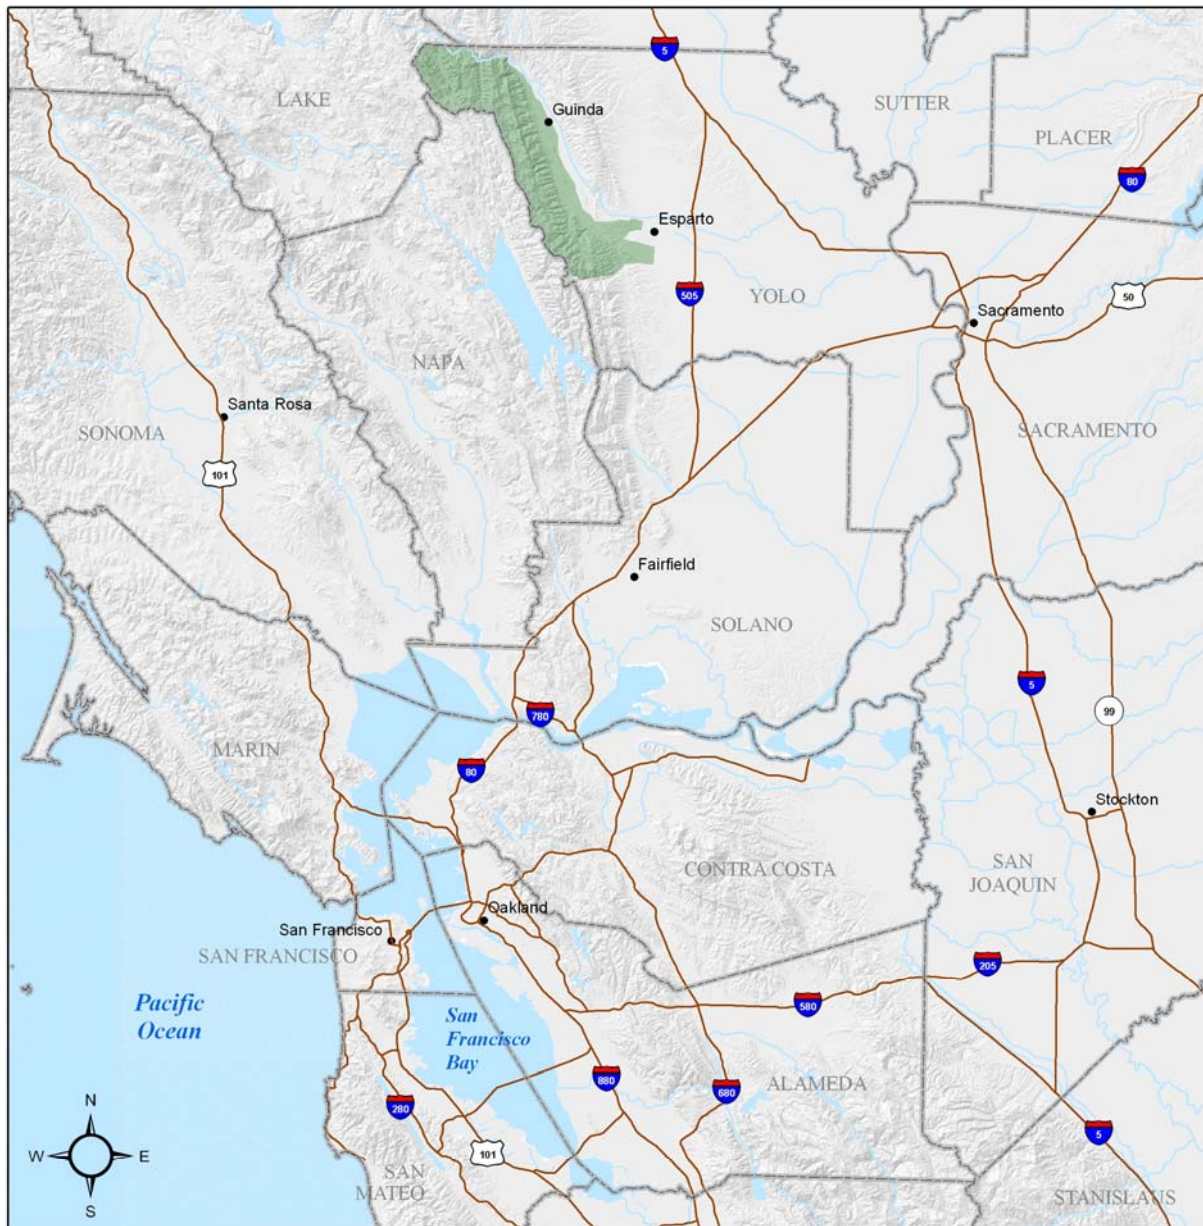 5
SUTTER
LAKE
Guinda
PLACER
80
Esparto
505
YOLO
50
Sacramento
NAPA
Santa Rosa
SONOMA
SACRAMENTO
101
Fairfield
SOLANO
5
780
99
MARIN
80
Stockton
CONTRA COSTA
SAN
JOAQUIN
Oakland
San Francisco
SAN FRANCISCO
205
Pacific
Ocean
580
San
Francisco
Bay
880
ALAMEDA
680
280
N
W
E
S
5
101
SAN
MATEO
STANISLAUS